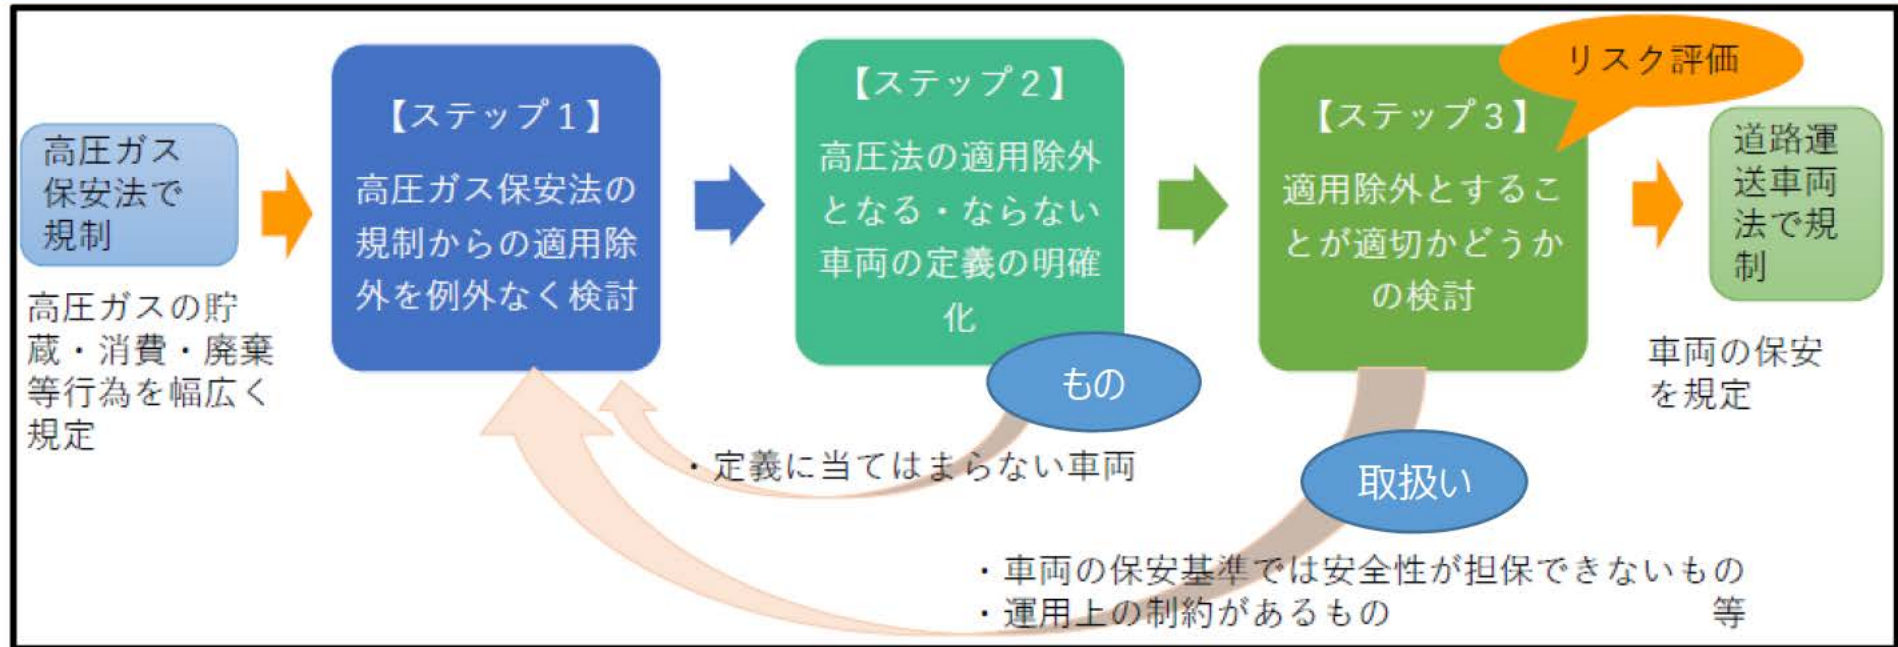 高圧ガス
保安法で
規制
高圧ガスの貯
蔵・消費・廃棄
等行為を幅広く
規定
【ステップ１】
高圧ガス保安法の
規制からの適用除
外を例外なく検討
【ステップ２】
高圧法の適用除外
となる・ならない
車両の定義の明確
化
もの
・定義に当てはまらない車両
【ステップ３】
適用除外とするこ
とが適切かどうか
の検討
リスク評価
取扱い
・車両の保安基準では安全性が担保できないもの
・運用上の制約があるもの　等
道路運
送車両
法で規
制
車両の保安
を規定